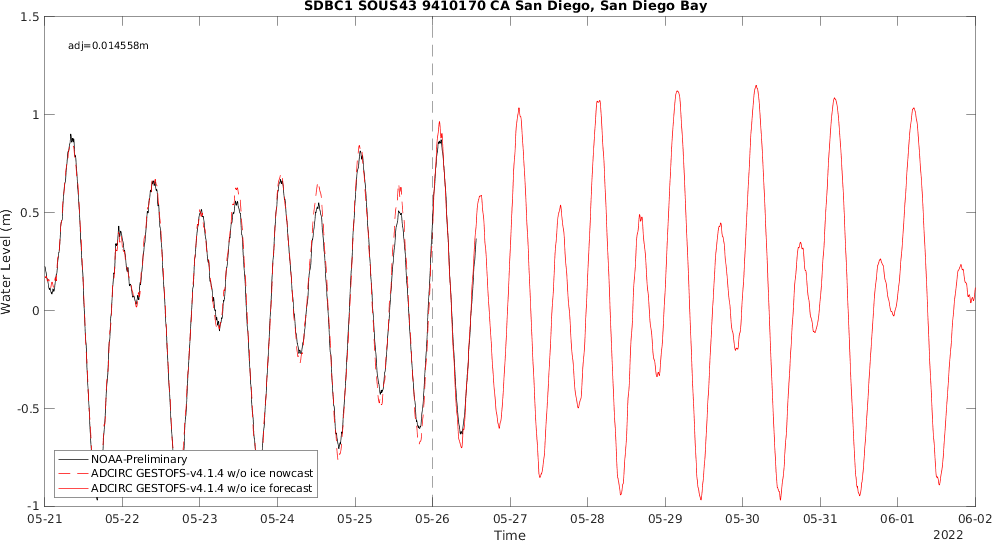 SDBC1 SOUS43 9410170 CA San Diego, San Diego Bay
1.5
adj=0.014558m
1
0.5
0
-0.5
-1
Water Level (m)
NOAA-Preliminary
ADCIRC GESTOFS-v4.1.4 w/o ice nowcast
ADCIRC GESTOFS-v4.1.4 w/o ice forecast
05-21 05-22 05-23 05-24 05-25 05-26 05-27 05-28 05-29 05-30 05-31 06-01 06-02
Time
2022